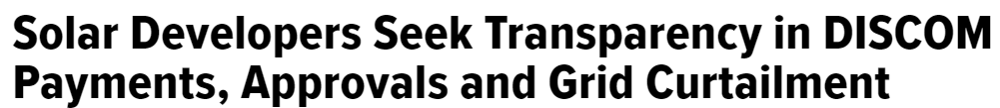 Solar Developers Seek Transparency in DISCOM
Payments, Approvals and Grid Curtailment